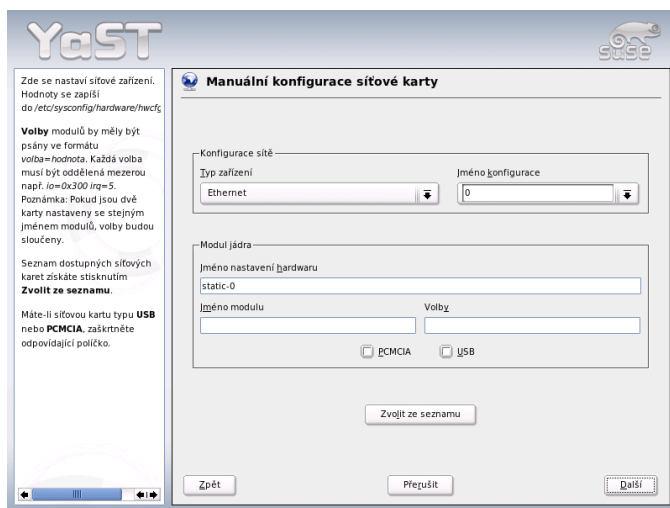 YaST
SUSE
Zde se nastaví síťové zařízení.
Hodnoty se zapíší
do /etc/sysconfig/hardware/hwcfg
Volby modulů by měly být
psány ve formátu
volba=hodnota. Každá volba
musí být oddělená mezerou
např. io=0x300 irq=5.
Poznámka: Pokud jsou dvě
karty nastaveny se stejným
jménem modulů, volby budou
sloučeny.
Seznam dostupných síťových
karet získáte stisknutím
Zvolit ze seznamu.
Máte-li síťovou kartu typu USB
nebo PCMCIA, zaškrtněte
odpovídající políčko.
Manuální konfigurace síťové karty
Konfigurace sítě
Typ zařízení
Jméno konfigurace
Ethernet
0
Modul jádra
Jméno nastavení hardwaru
static-0
Jméno modulu
Volby
PCMCIA
USB
Zvolit ze seznamu
Zpět
Přerušit
Další